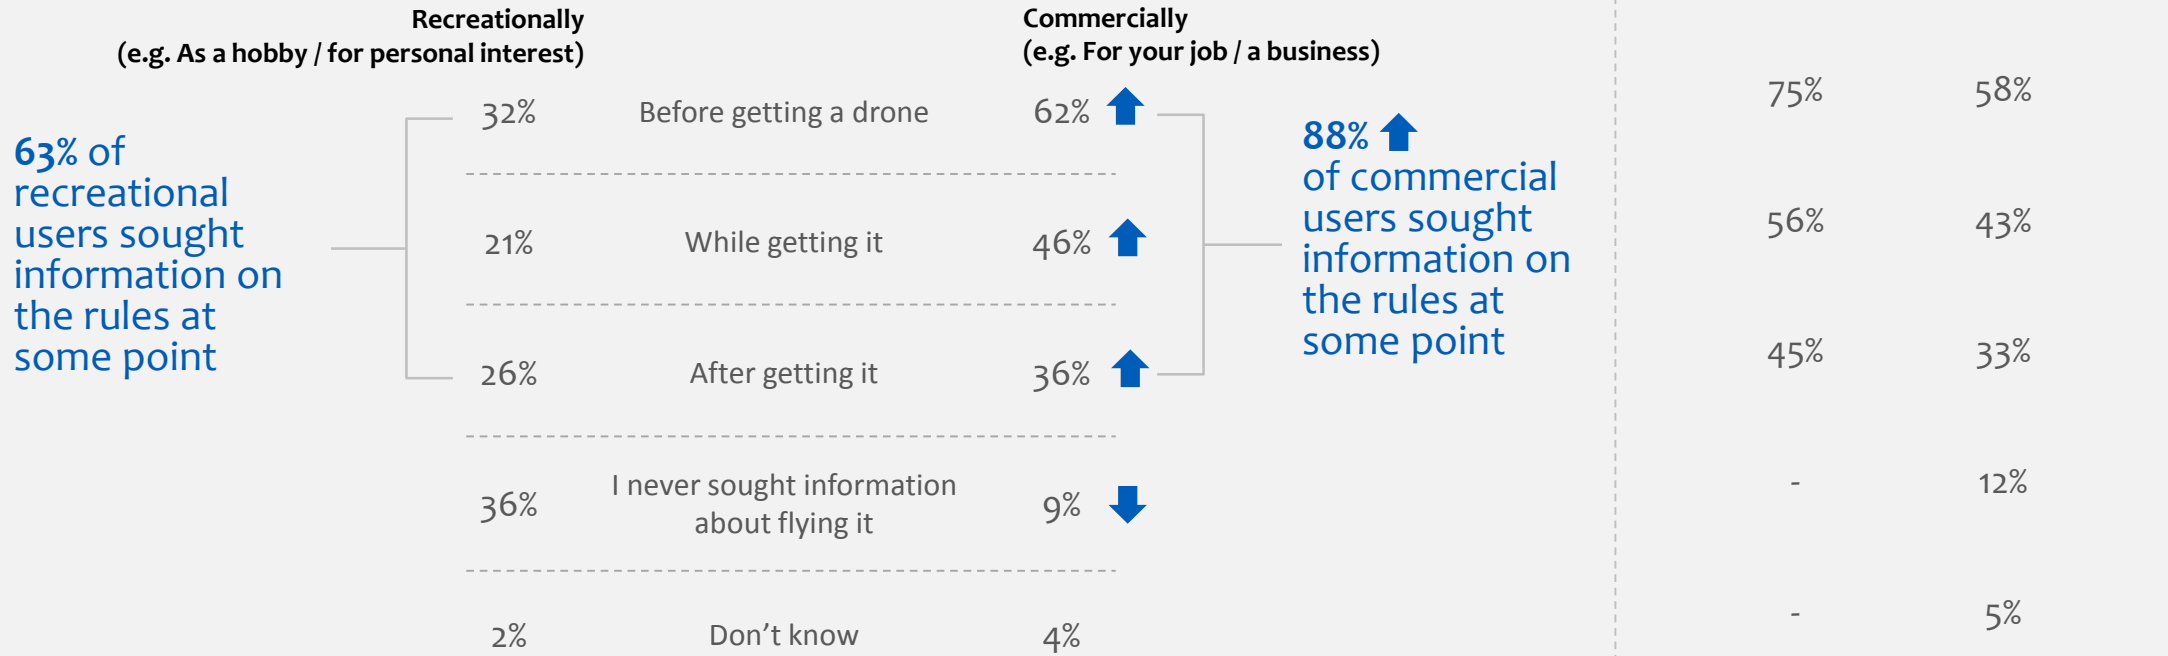 Recreationally
(e.g. As a hobby / for personal interest)
Commercially
(e.g. For your job / a business)
63% of
recreational
users sought
information on
the rules at
some point
32% Before getting a drone 62%
21% While getting it 46%
26% After getting it 36%
36% I never sought information
about flying it 9%
2% Don't know 4%
88%
of commercial
users sought
information on
the rules at
some point
75% 58%
56% 43%
45% 33%
- 12%
- 5%